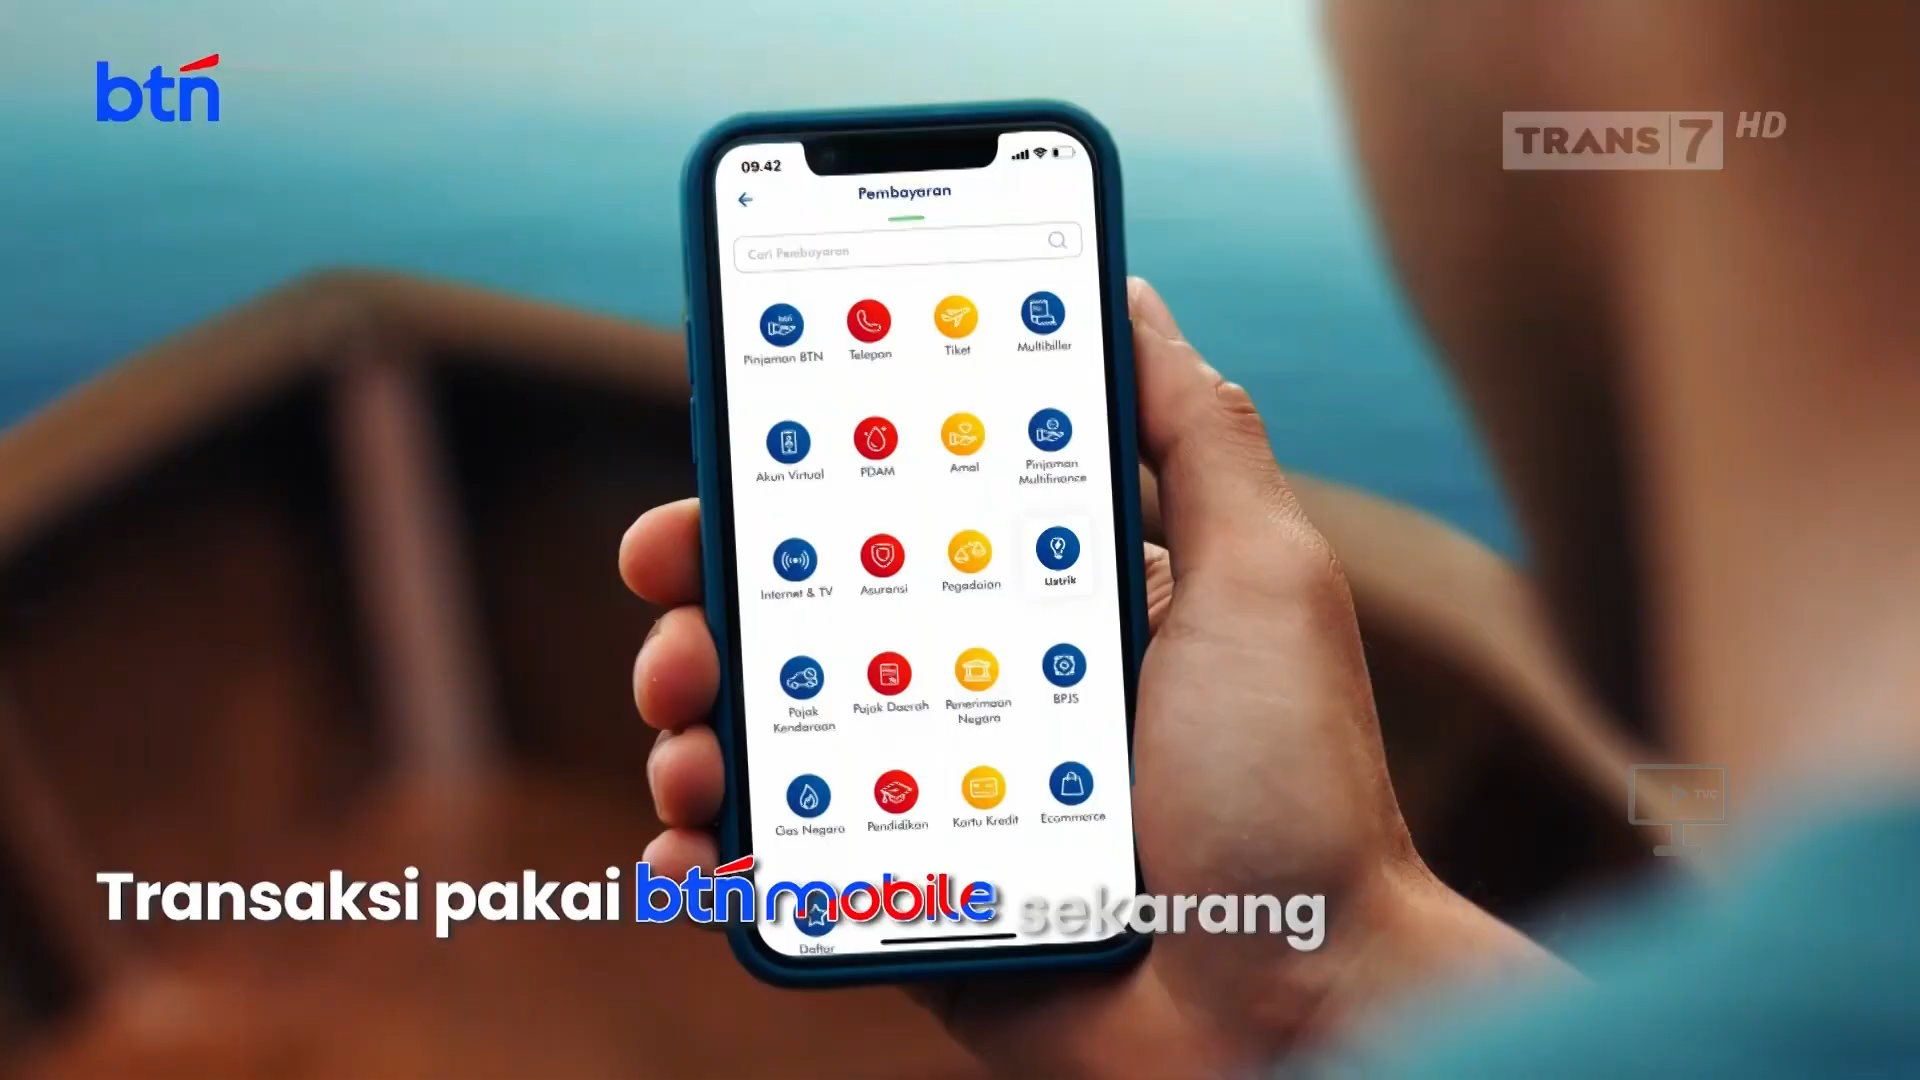 btn
TRANS|7 HD
09.42
Pembayaran
Cari Pembayaran
btn
Pinjaman BTN
Telepon
Tiket
Multibiller
Akun Virtual
PDAM
Amal
Pinjaman
Multifinance
Internet & TV
Asuransi
Pegadaian
Listrik
Pajak
Kendaraan
Pajak Daerah
Penerimaan
Negara
BPJS
Gas Negara
Pendidikan
Kartu Kredit
Ecommerce
Daftar
Transaksi pakai btn mobile sekarang
TVC